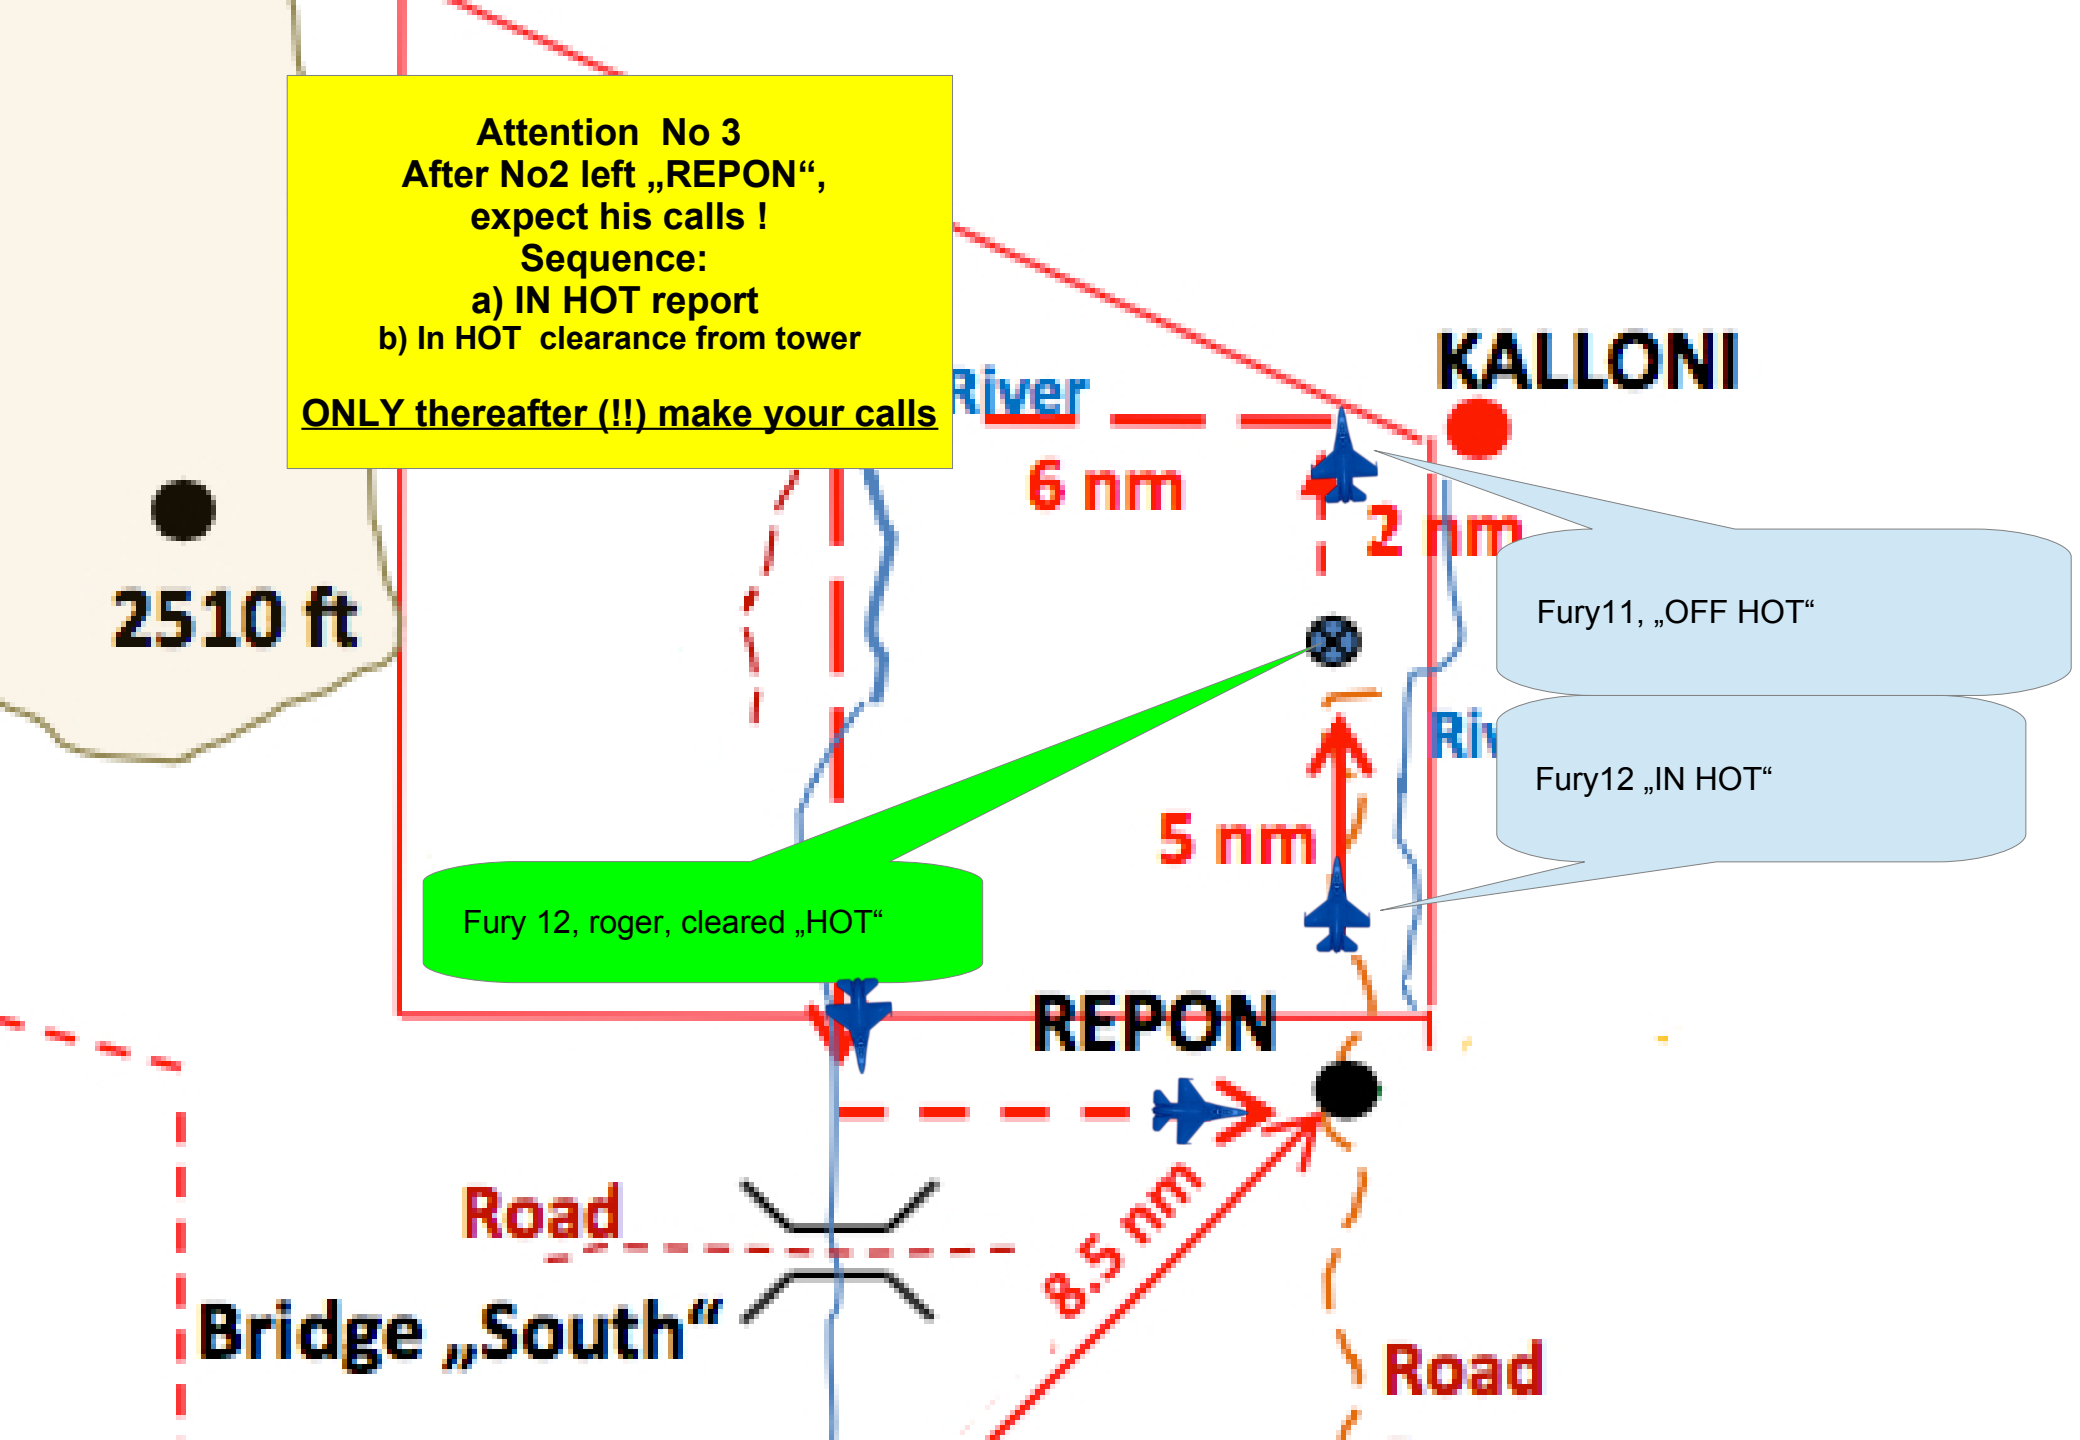 Attention  No 3
After No2 left „REPON“,
expect his calls !
Sequence:
a) IN HOT report
b) In HOT  clearance from tower
ONLY thereafter (!!) make your calls
River
KALLONI
6 nm
2 nm
2510 ft
Fury11, „OFF HOT“
Fury12 „IN HOT“
5 nm
Fury 12, roger, cleared „HOT“
REPON
8.5 nm
Road
Bridge „South“
Road